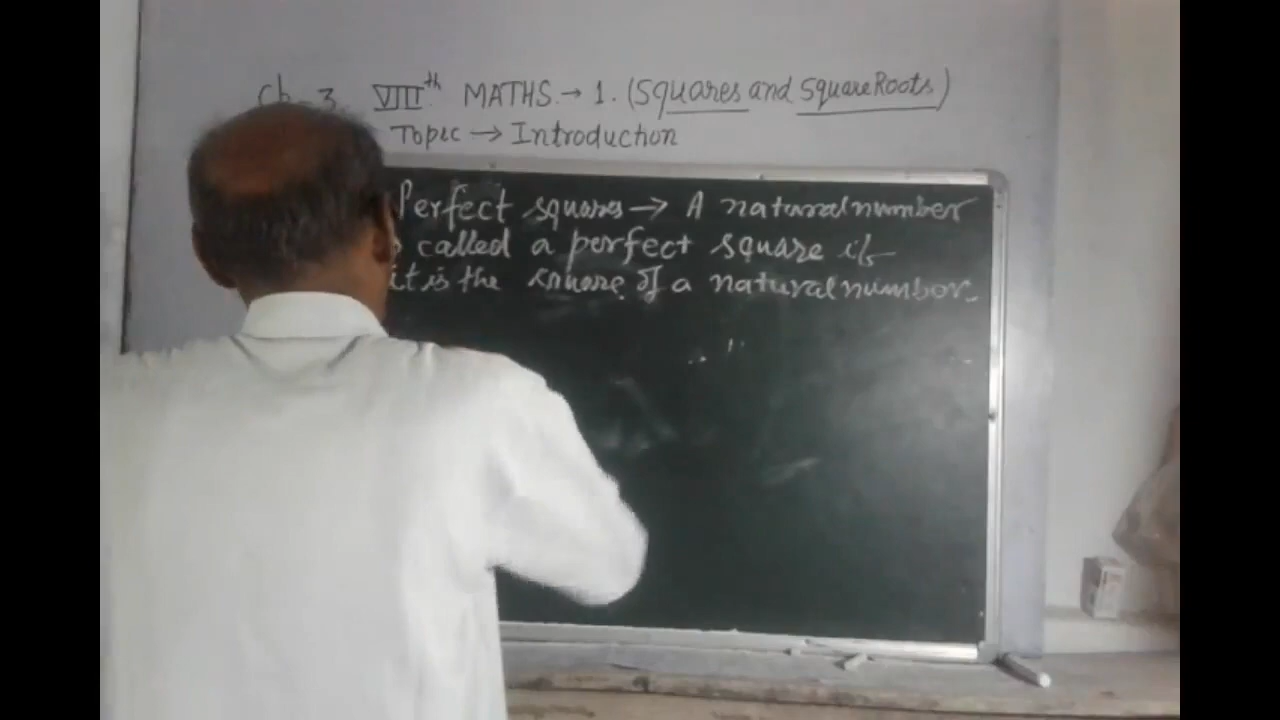 Ch-3 VIIIth MATHS → 1. (Squares and Square Roots)
Topic → Introduction
Perfect squares → A natural number
called a perfect square if
it is the square of a natural number.